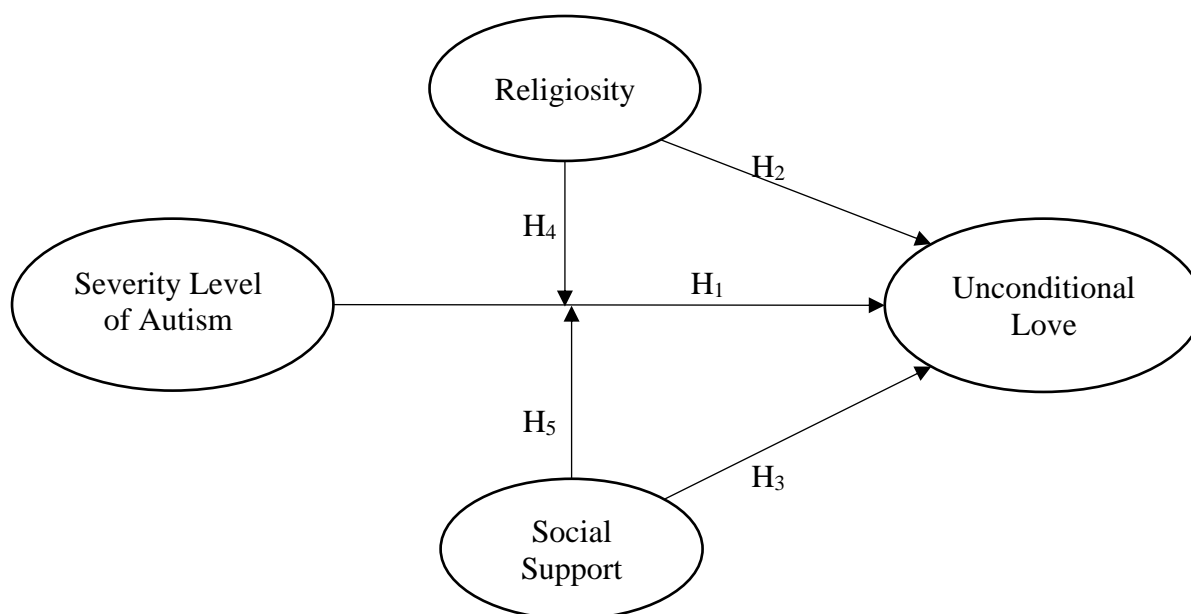 Religiosity
H₂
H₄
Severity Level
of Autism
H₁
Unconditional
Love
H₅
H₃
Social
Support